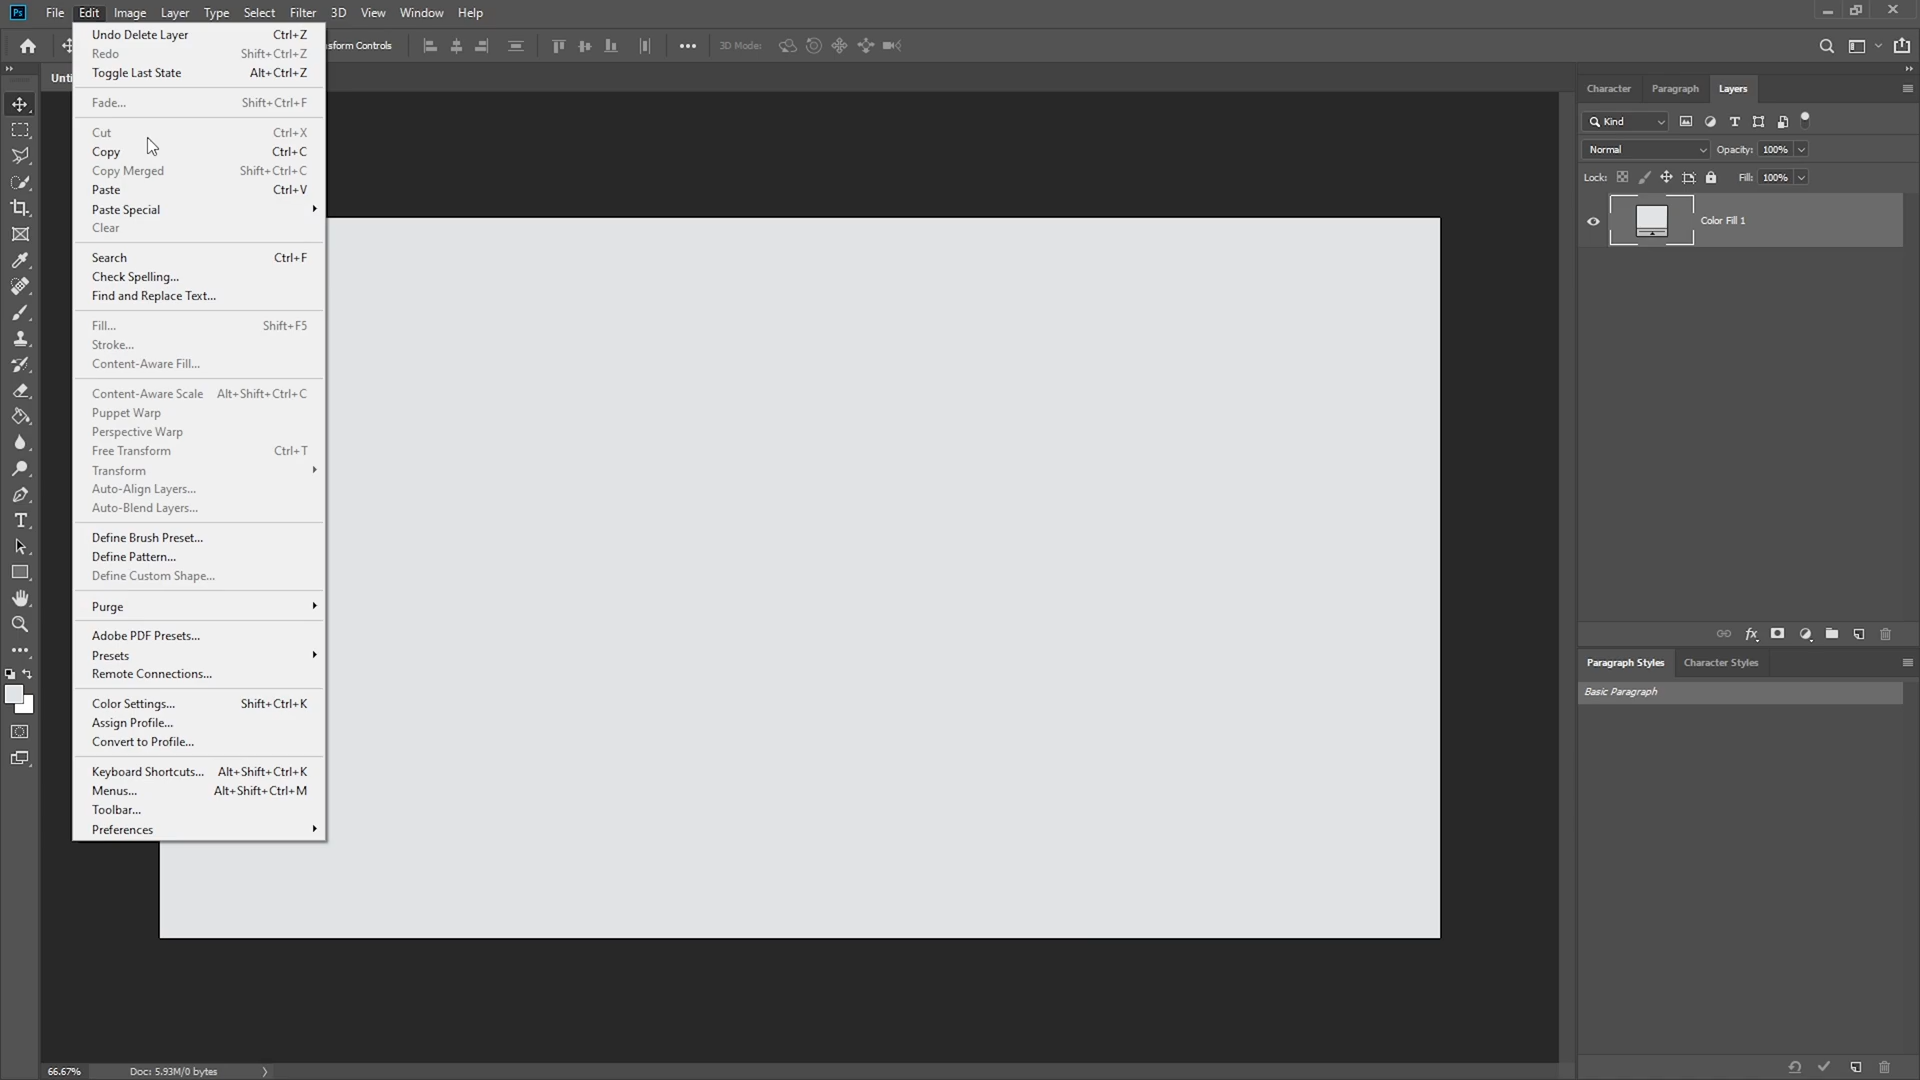 Ps File Edit Image Layer Type Select Filter 3D View Window Help
Undo Delete Layer Ctrl+Z
Redo Shift+Ctrl+Z
Toggle Last State Alt+Ctrl+Z
Fade... Shift+Ctrl+F
Cut Ctrl+X
Copy Ctrl+C
Copy Merged Shift+Ctrl+C
Paste Ctrl+V
Paste Special
Clear
Search Ctrl+F
Check Spelling...
Find and Replace Text...
Fill... Shift+F5
Stroke...
Content-Aware Fill...
Content-Aware Scale Alt+Shift+Ctrl+C
Puppet Warp
Perspective Warp
Free Transform Ctrl+T
Transform
Auto-Align Layers...
Auto-Blend Layers...
Define Brush Preset...
Define Pattern...
Define Custom Shape...
Purge
Adobe PDF Presets...
Presets
Remote Connections...
Color Settings... Shift+Ctrl+K
Assign Profile...
Convert to Profile...
Keyboard Shortcuts... Alt+Shift+Ctrl+K
Menus... Alt+Shift+Ctrl+M
Toolbar...
Preferences
sform Controls 3D Mode:
Unti
Character Paragraph Layers
Kind
Normal Opacity: 100%
Lock: Fill: 100%
Color Fill 1
fx
Paragraph Styles Character Styles
Basic Paragraph
66.67% Doc: 5.93M/0 bytes